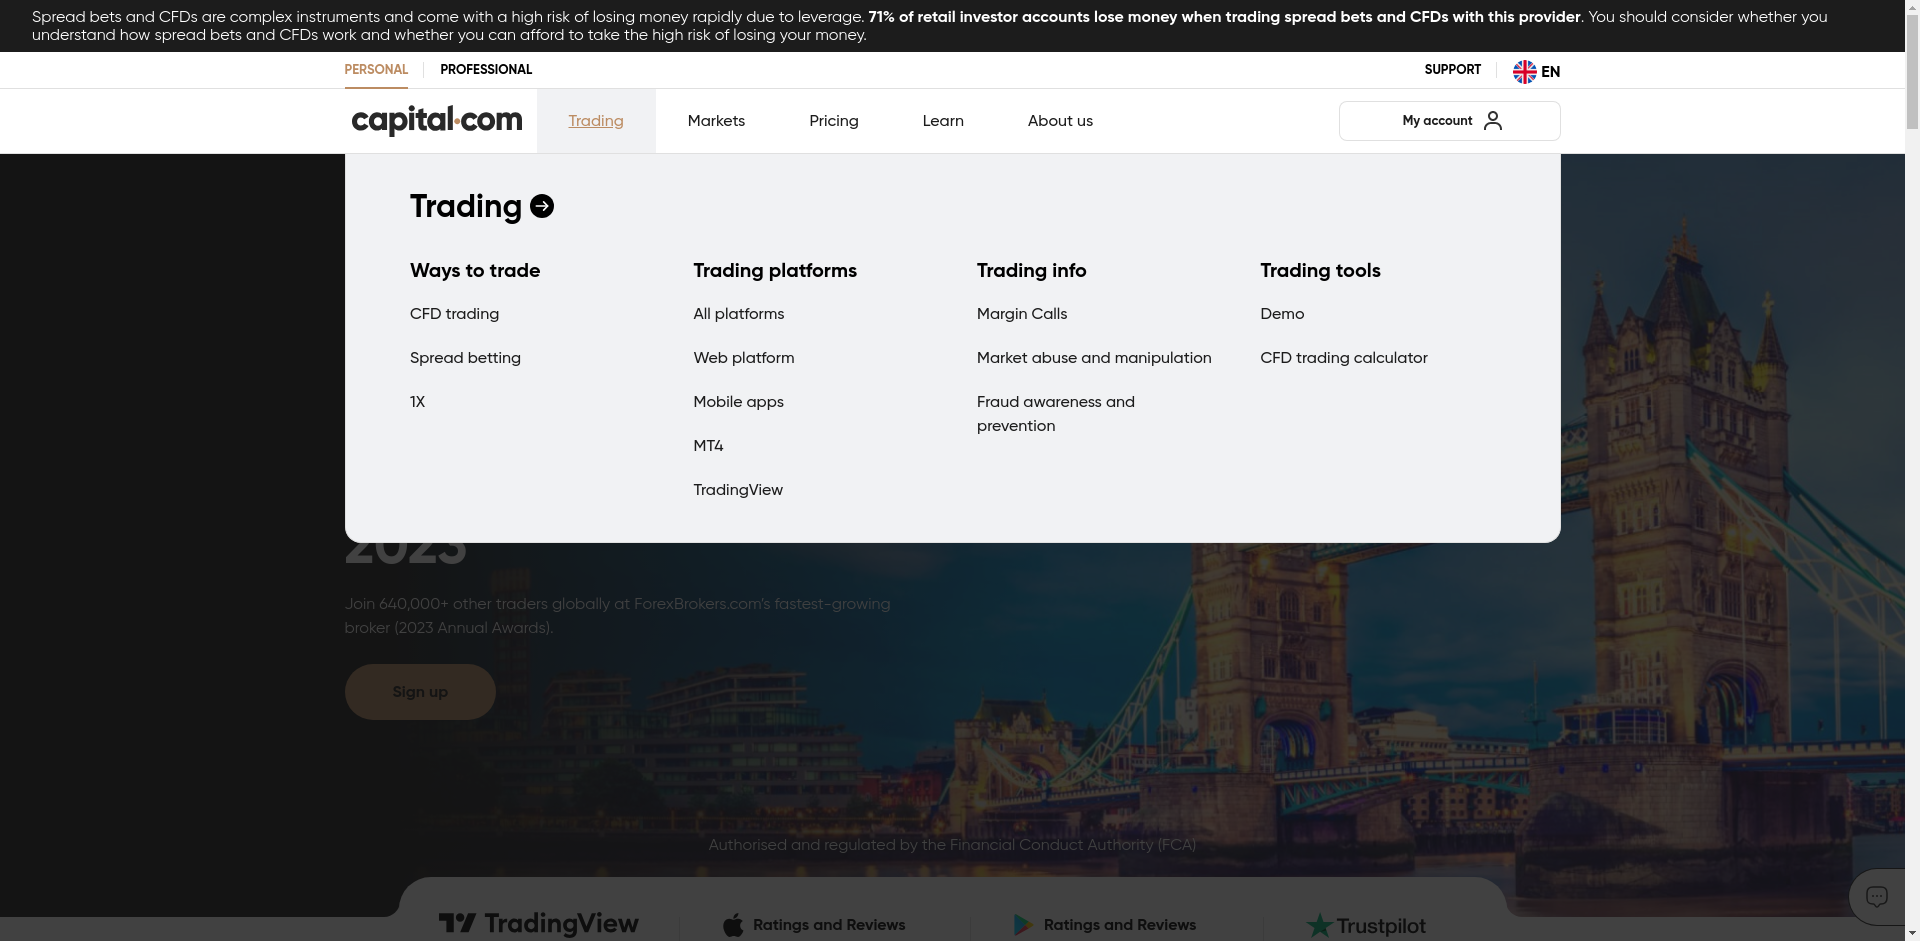 Spread bets and CFDs are complex instruments and come with a high risk of losing money rapidly due to leverage. 71% of retail investor accounts lose money when trading spread bets and CFDs with this provider. You should consider whether you
understand how spread bets and CFDs work and whether you can afford to take the high risk of losing your money.
PERSONAL PROFESSIONAL SUPPORT EN
capital.com Trading Markets Pricing Learn About us My account
Trading
Ways to trade
CFD trading
Spread betting
1X
Trading platforms
All platforms
Web platform
Mobile apps
MT4
TradingView
Trading info
Margin Calls
Market abuse and manipulation
Fraud awareness and
prevention
Trading tools
Demo
CFD trading calculator
2023
Join 640,000+ other traders globally at ForexBrokers.com's fastest-growing
broker (2023 Annual Awards).
Sign up
Authorised and regulated by the Financial Conduct Authority (FCA)
TradingView Ratings and Reviews Ratings and Reviews Trustpilot